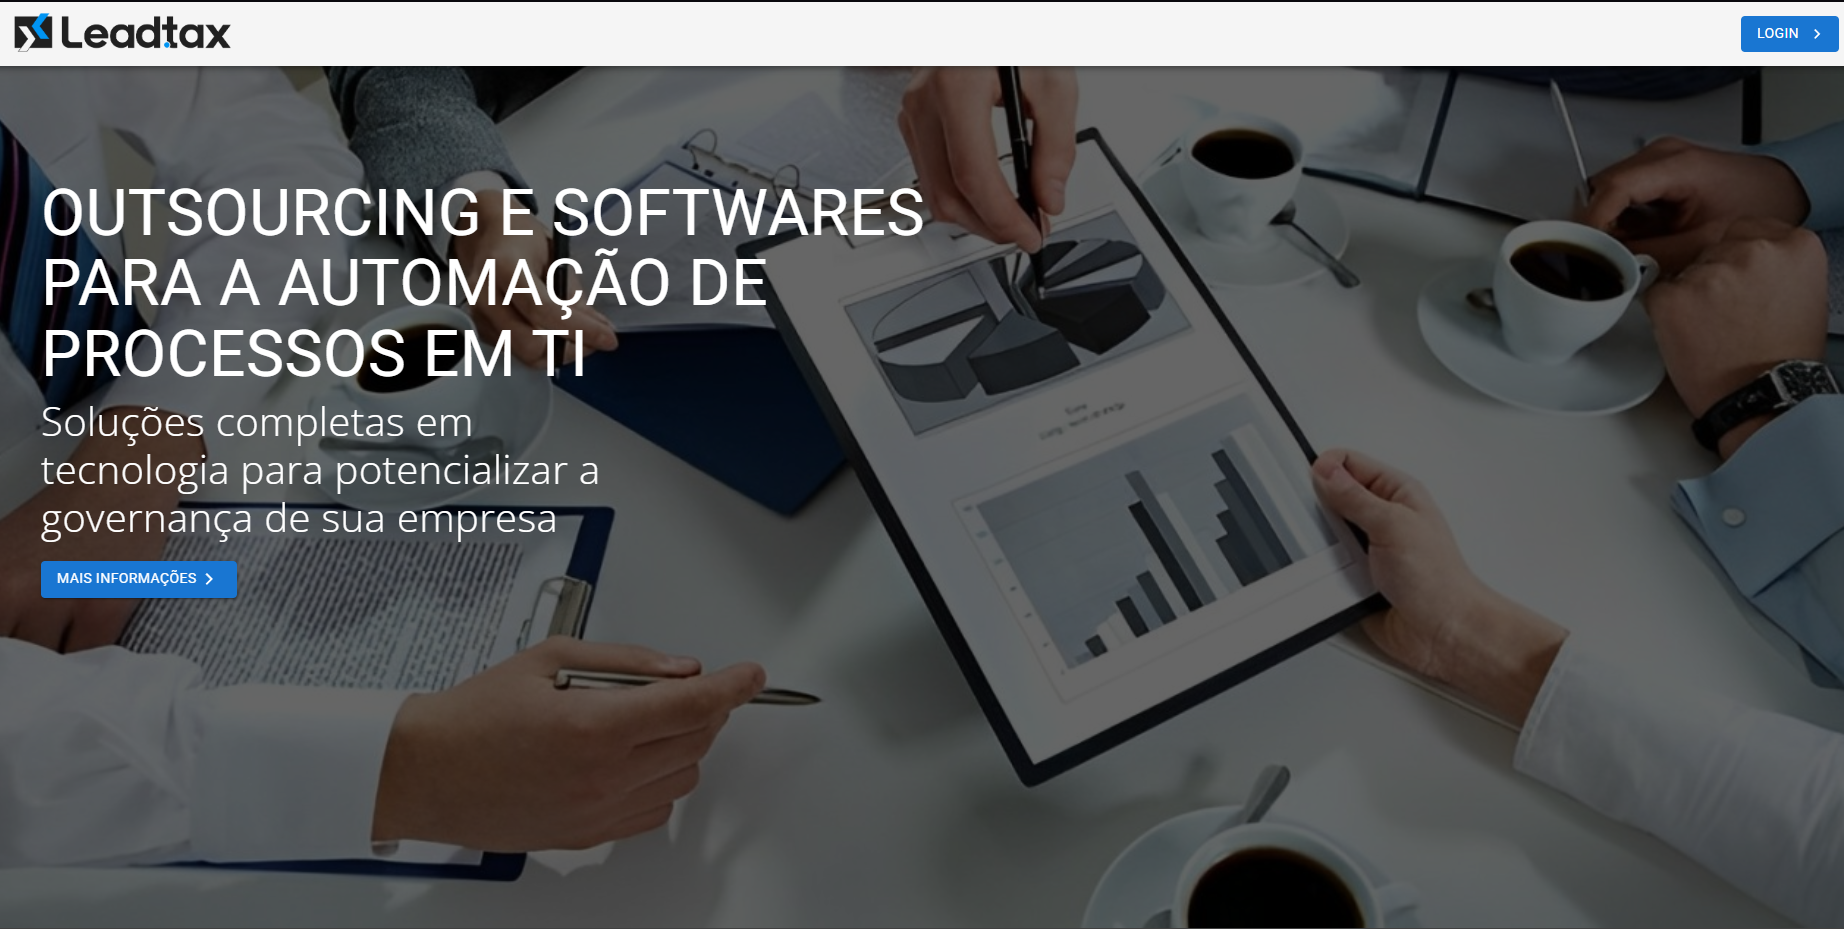 Leadtax
LOGIN
OUTSOURCING E SOFTWARES
PARA A AUTOMAÇÃO DE
PROCESSOS EM TI
Soluções completas em
tecnologia para potencializar a
governança de sua empresa
MAIS INFORMAÇÕES